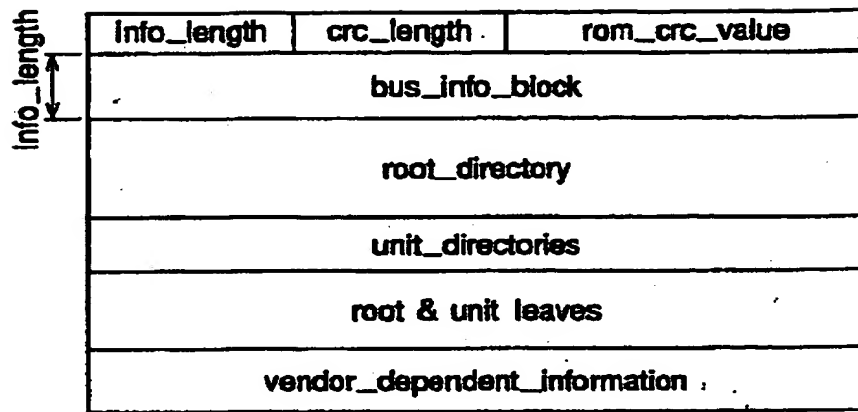 info_length
info_length crc_length rom_crc_value
bus_info_block
root_directory
unit_directories
root & unit leaves
vendor_dependent_information